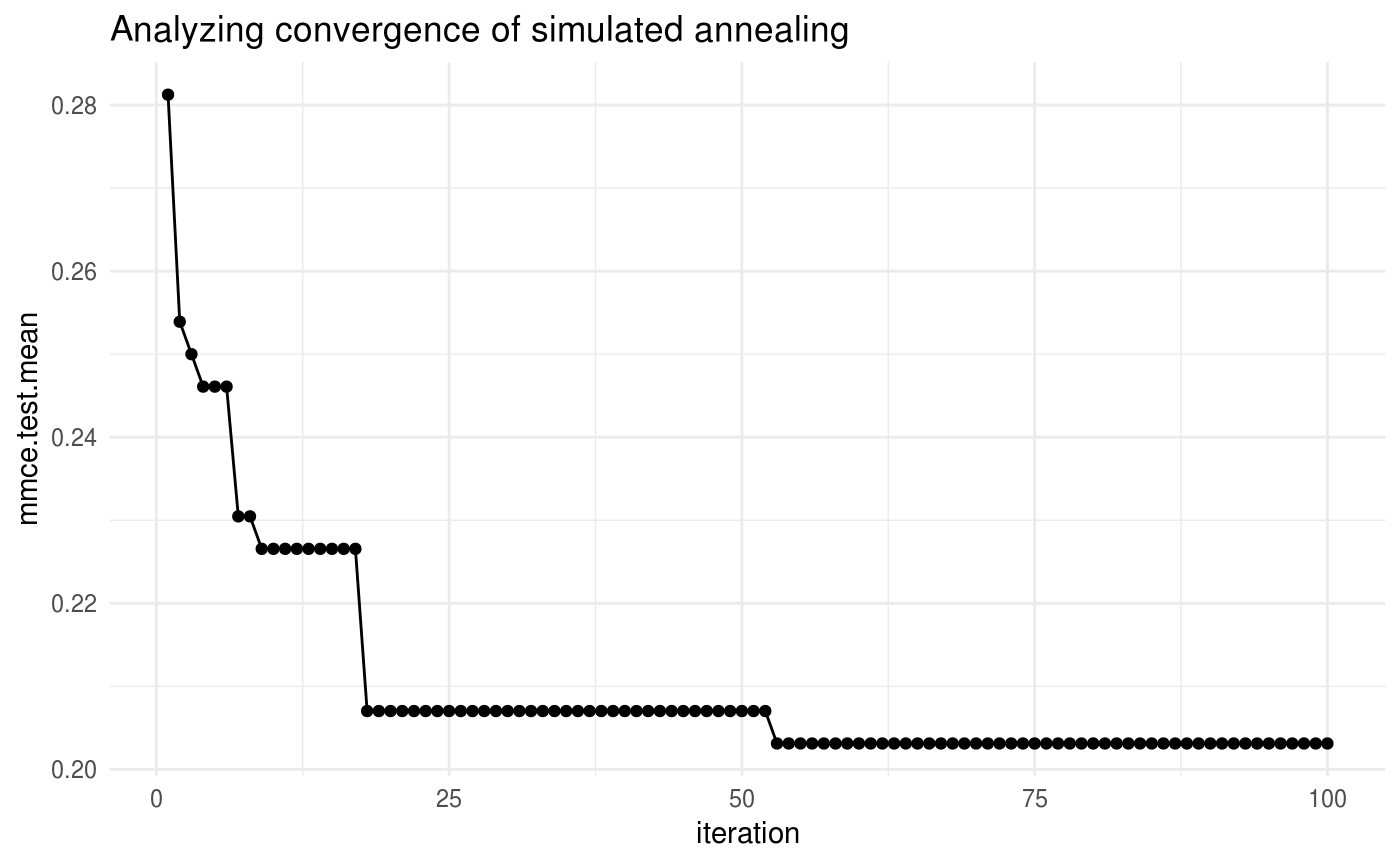 Analyzing convergence of simulated annealing
mmce.test.mean
0.28
0.26
0.24
0.22
0.20
0 25 50 75 100
iteration